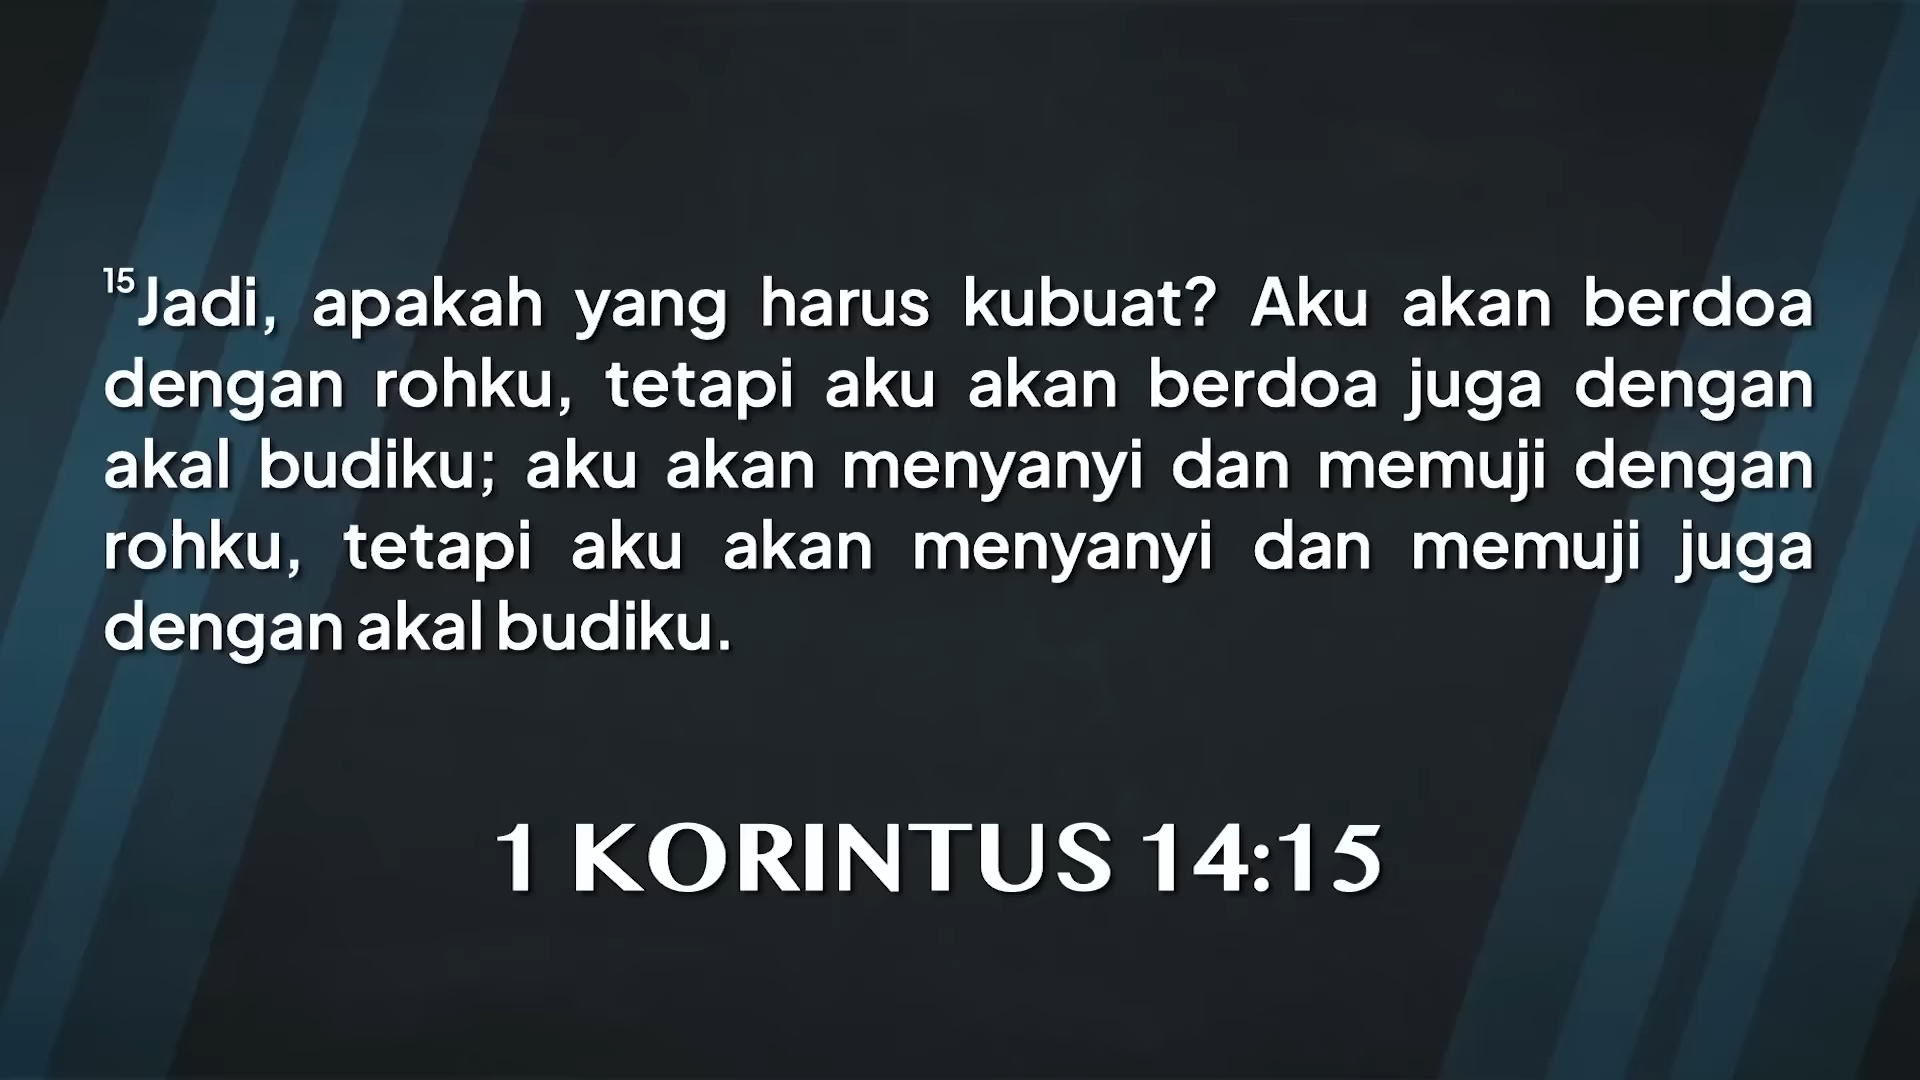 15Jadi, apakah yang harus kubuat? Aku akan berdoa
dengan rohku, tetapi aku akan berdoa juga dengan
akal budiku; aku akan menyanyi dan memuji dengan
rohku, tetapi aku akan menyanyi dan memuji juga
dengan akal budiku.
1 KORINTUS 14:15